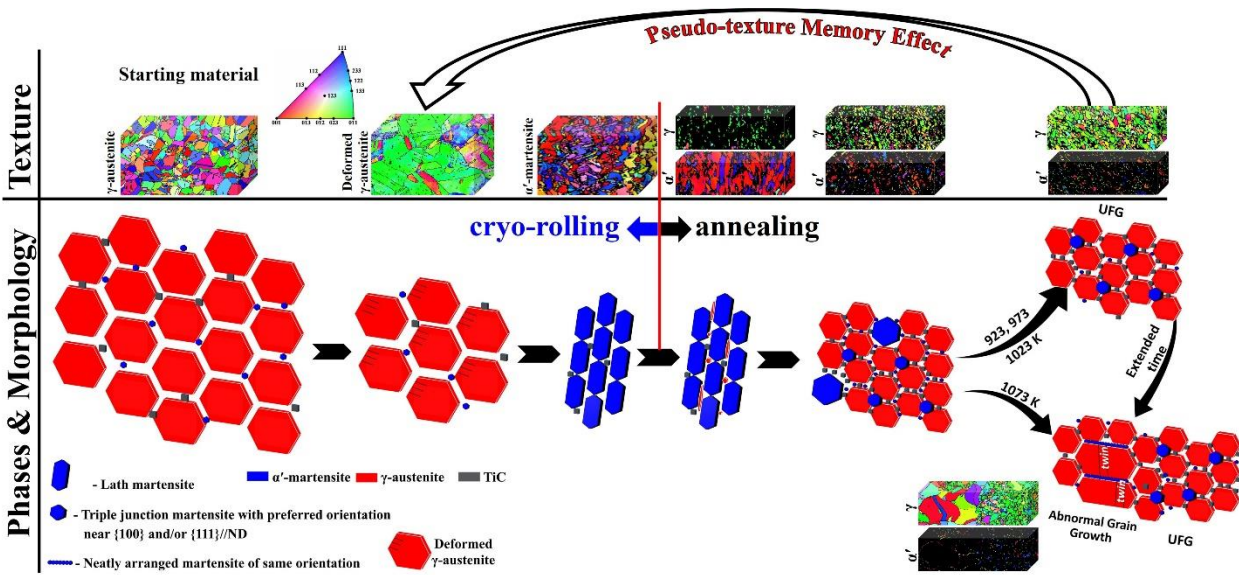 Pseudo-texture Memory Effect
Texture
Starting material
111
112
233
122
133
113
123
001
013
012
023
011
γ-austenite
Deformed
γ-austenite
α'-martensite
γ
α'
γ
α'
γ
α'
Phases & Morphology
cryo-rolling
annealing
UFG
923, 973
1023 K
Extended
time
1073 K
twin
twin
- Lath martensite
α'-martensite
γ-austenite
TiC
- Triple junction martensite with preferred orientation
near {100} and/or {111}//ND
- Neatly arranged martensite of same orientation
Deformed
γ-austenite
γ
α'
Abnormal Grain
Growth
UFG